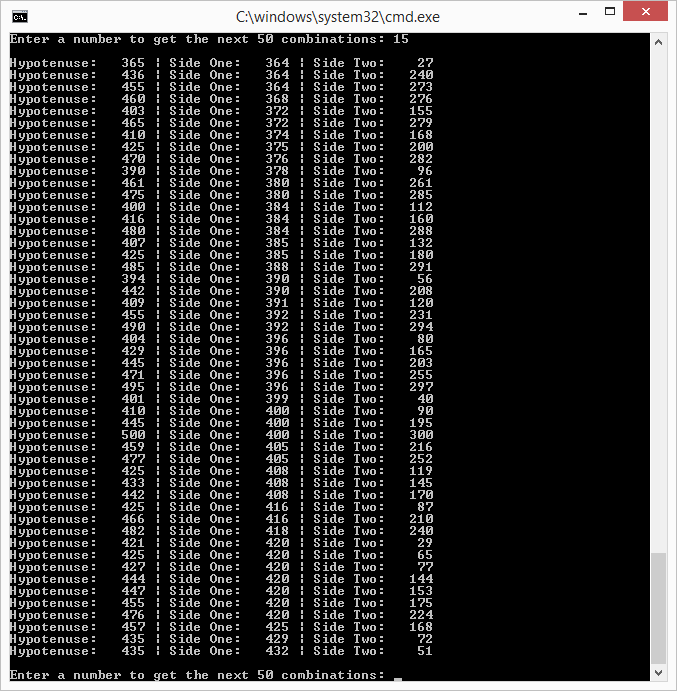 C:\windows\system32\cmd.exe
Enter a number to get the next 50 combinations: 15
Hypotenuse:   365 ¦ Side One:   364 ¦ Side Two:    27
Hypotenuse:   436 ¦ Side One:   364 ¦ Side Two:   240
Hypotenuse:   455 ¦ Side One:   364 ¦ Side Two:   273
Hypotenuse:   460 ¦ Side One:   368 ¦ Side Two:   276
Hypotenuse:   403 ¦ Side One:   372 ¦ Side Two:   155
Hypotenuse:   465 ¦ Side One:   372 ¦ Side Two:   279
Hypotenuse:   410 ¦ Side One:   374 ¦ Side Two:   168
Hypotenuse:   425 ¦ Side One:   375 ¦ Side Two:   200
Hypotenuse:   470 ¦ Side One:   376 ¦ Side Two:   282
Hypotenuse:   390 ¦ Side One:   378 ¦ Side Two:    96
Hypotenuse:   461 ¦ Side One:   380 ¦ Side Two:   261
Hypotenuse:   475 ¦ Side One:   380 ¦ Side Two:   285
Hypotenuse:   400 ¦ Side One:   384 ¦ Side Two:   112
Hypotenuse:   416 ¦ Side One:   384 ¦ Side Two:   160
Hypotenuse:   480 ¦ Side One:   384 ¦ Side Two:   288
Hypotenuse:   407 ¦ Side One:   385 ¦ Side Two:   132
Hypotenuse:   425 ¦ Side One:   385 ¦ Side Two:   180
Hypotenuse:   485 ¦ Side One:   388 ¦ Side Two:   291
Hypotenuse:   394 ¦ Side One:   390 ¦ Side Two:    56
Hypotenuse:   442 ¦ Side One:   390 ¦ Side Two:   208
Hypotenuse:   409 ¦ Side One:   391 ¦ Side Two:   120
Hypotenuse:   455 ¦ Side One:   392 ¦ Side Two:   231
Hypotenuse:   490 ¦ Side One:   392 ¦ Side Two:   294
Hypotenuse:   404 ¦ Side One:   396 ¦ Side Two:    80
Hypotenuse:   429 ¦ Side One:   396 ¦ Side Two:   165
Hypotenuse:   445 ¦ Side One:   396 ¦ Side Two:   203
Hypotenuse:   471 ¦ Side One:   396 ¦ Side Two:   255
Hypotenuse:   495 ¦ Side One:   396 ¦ Side Two:   297
Hypotenuse:   401 ¦ Side One:   399 ¦ Side Two:    40
Hypotenuse:   410 ¦ Side One:   400 ¦ Side Two:    90
Hypotenuse:   445 ¦ Side One:   400 ¦ Side Two:   195
Hypotenuse:   500 ¦ Side One:   400 ¦ Side Two:   300
Hypotenuse:   459 ¦ Side One:   405 ¦ Side Two:   216
Hypotenuse:   477 ¦ Side One:   405 ¦ Side Two:   252
Hypotenuse:   425 ¦ Side One:   408 ¦ Side Two:   119
Hypotenuse:   433 ¦ Side One:   408 ¦ Side Two:   145
Hypotenuse:   442 ¦ Side One:   408 ¦ Side Two:   170
Hypotenuse:   425 ¦ Side One:   416 ¦ Side Two:    87
Hypotenuse:   466 ¦ Side One:   416 ¦ Side Two:   210
Hypotenuse:   482 ¦ Side One:   418 ¦ Side Two:   240
Hypotenuse:   421 ¦ Side One:   420 ¦ Side Two:    29
Hypotenuse:   425 ¦ Side One:   420 ¦ Side Two:    65
Hypotenuse:   427 ¦ Side One:   420 ¦ Side Two:    77
Hypotenuse:   444 ¦ Side One:   420 ¦ Side Two:   144
Hypotenuse:   447 ¦ Side One:   420 ¦ Side Two:   153
Hypotenuse:   455 ¦ Side One:   420 ¦ Side Two:   175
Hypotenuse:   476 ¦ Side One:   420 ¦ Side Two:   224
Hypotenuse:   457 ¦ Side One:   425 ¦ Side Two:   168
Hypotenuse:   435 ¦ Side One:   429 ¦ Side Two:    72
Hypotenuse:   435 ¦ Side One:   432 ¦ Side Two:    51
Enter a number to get the next 50 combinations: